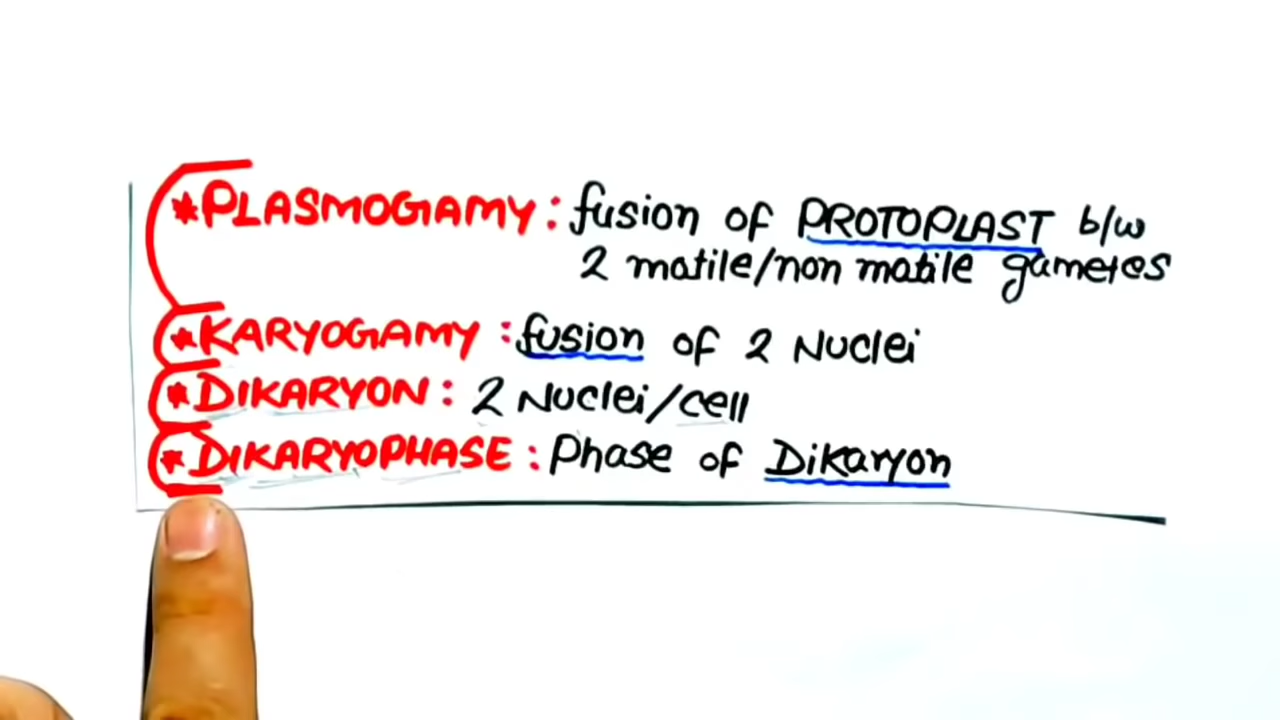 *PLASMOGAMY: fusion of PROTOPLAST b/w
2 motile/non motile gametes
*KARYOGAMY: fusion of 2 Nuclei
*DIKARYON: 2 Nuclei/cell
*DIKARYOPHASE: Phase of Dikaryon